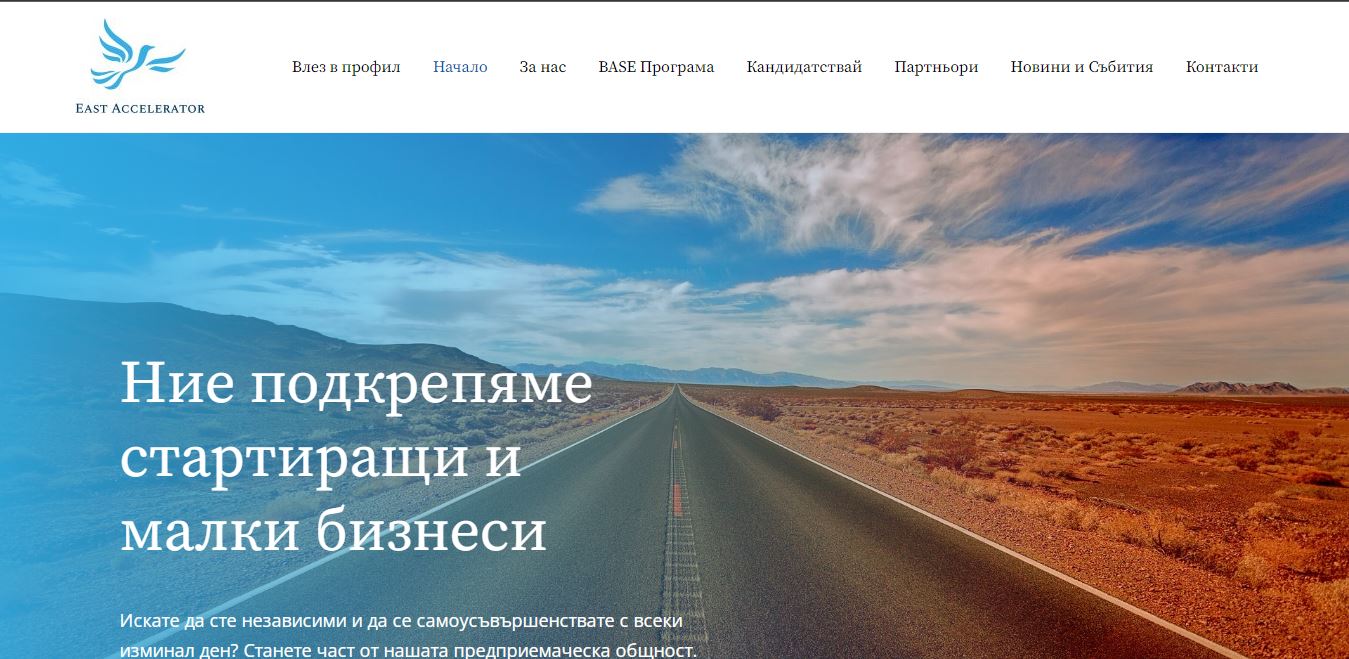 EAST ACCELERATOR
Влез в профил Начало За нас BASE Програма Кандидатствай Партньори Новини и Събития Контакти
Ние подкрепяме
стартиращи и
малки бизнеси
Искате да сте независими и да се самоусъвършенствате с всеки
изминал ден? Станете част от нашата предприемаческа общност.